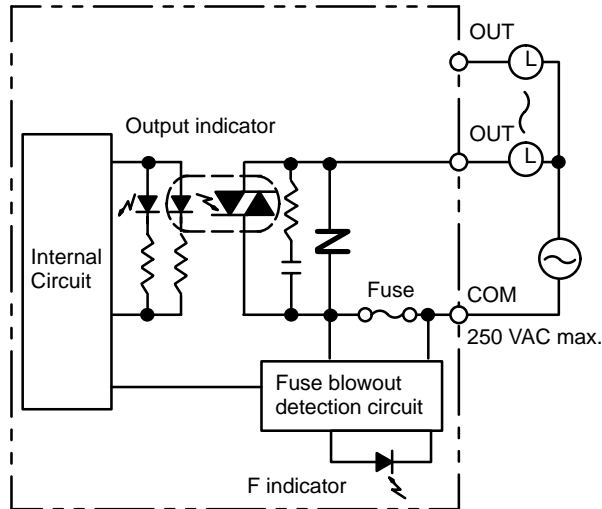 OUT
L
Output indicator
OUT
L
Internal
Circuit
Fuse
COM
250 VAC max.
Fuse blowout
detection circuit
F indicator